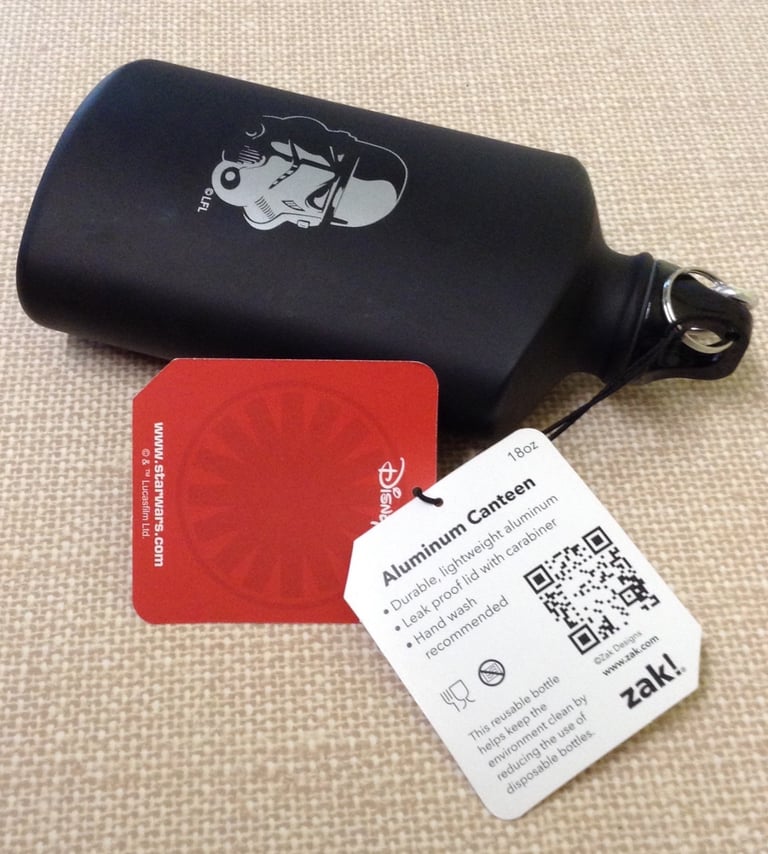 ©LFL
www.starwars.com
© & ™ Lucasfilm Ltd.
18oz
Aluminum Canteen
• Durable, lightweight aluminum
• Leak proof lid with carabiner
• Hand wash
recommended
©Zak Designs
www.zak.com
zak!®
This reusable bottle
helps keep the
environment clean by
reducing the use of
disposable bottles.